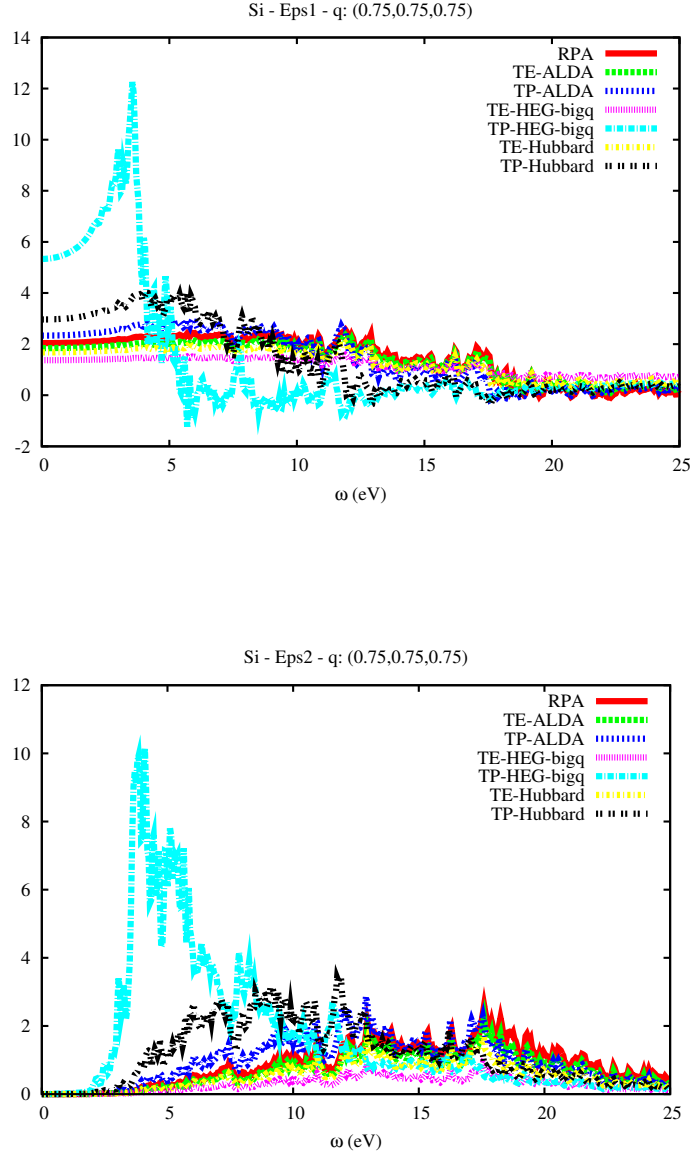 Si - Eps1 - q: (0.75,0.75,0.75)
14
12
10
8
6
4
2
0
-2
RPA
TE-ALDA
TP-ALDA
TE-HEG-bigq
TP-HEG-bigq
TE-Hubbard
TP-Hubbard
0 5 10 15 20 25
ω (eV)
Si - Eps2 - q: (0.75,0.75,0.75)
12
10
8
6
4
2
0
RPA
TE-ALDA
TP-ALDA
TE-HEG-bigq
TP-HEG-bigq
TE-Hubbard
TP-Hubbard
0 5 10 15 20 25
ω (eV)